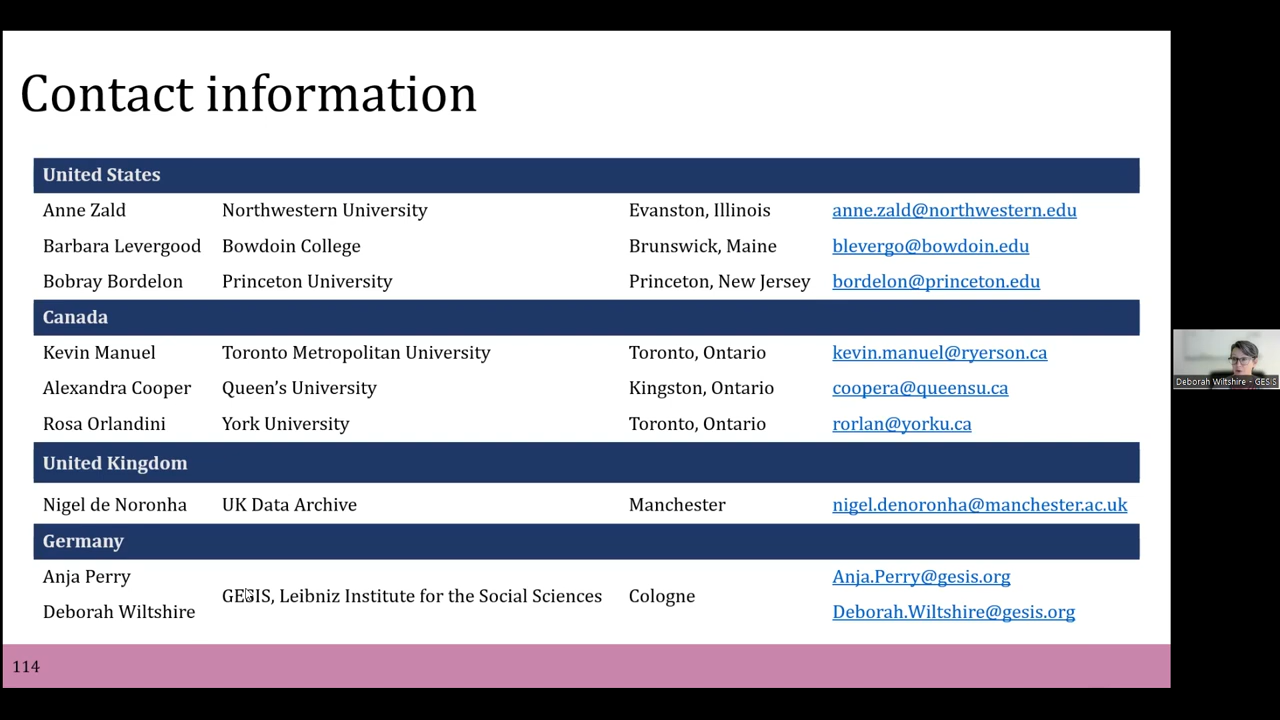 Contact information
United States
Anne Zald Northwestern University Evanston, Illinois anne.zald@northwestern.edu
Barbara Levergood Bowdoin College Brunswick, Maine blevergo@bowdoin.edu
Bobray Bordelon Princeton University Princeton, New Jersey bordelon@princeton.edu
Canada
Kevin Manuel Toronto Metropolitan University Toronto, Ontario kevin.manuel@ryerson.ca
Alexandra Cooper Queen’s University Kingston, Ontario coopera@queensu.ca
Rosa Orlandini York University Toronto, Ontario rorlan@yorku.ca
United Kingdom
Nigel de Noronha UK Data Archive Manchester nigel.denoronha@manchester.ac.uk
Germany
Anja Perry Anja.Perry@gesis.org
GESIS, Leibniz Institute for the Social Sciences Cologne
Deborah Wiltshire Deborah.Wiltshire@gesis.org
114
Deborah Wiltshire - GESIS